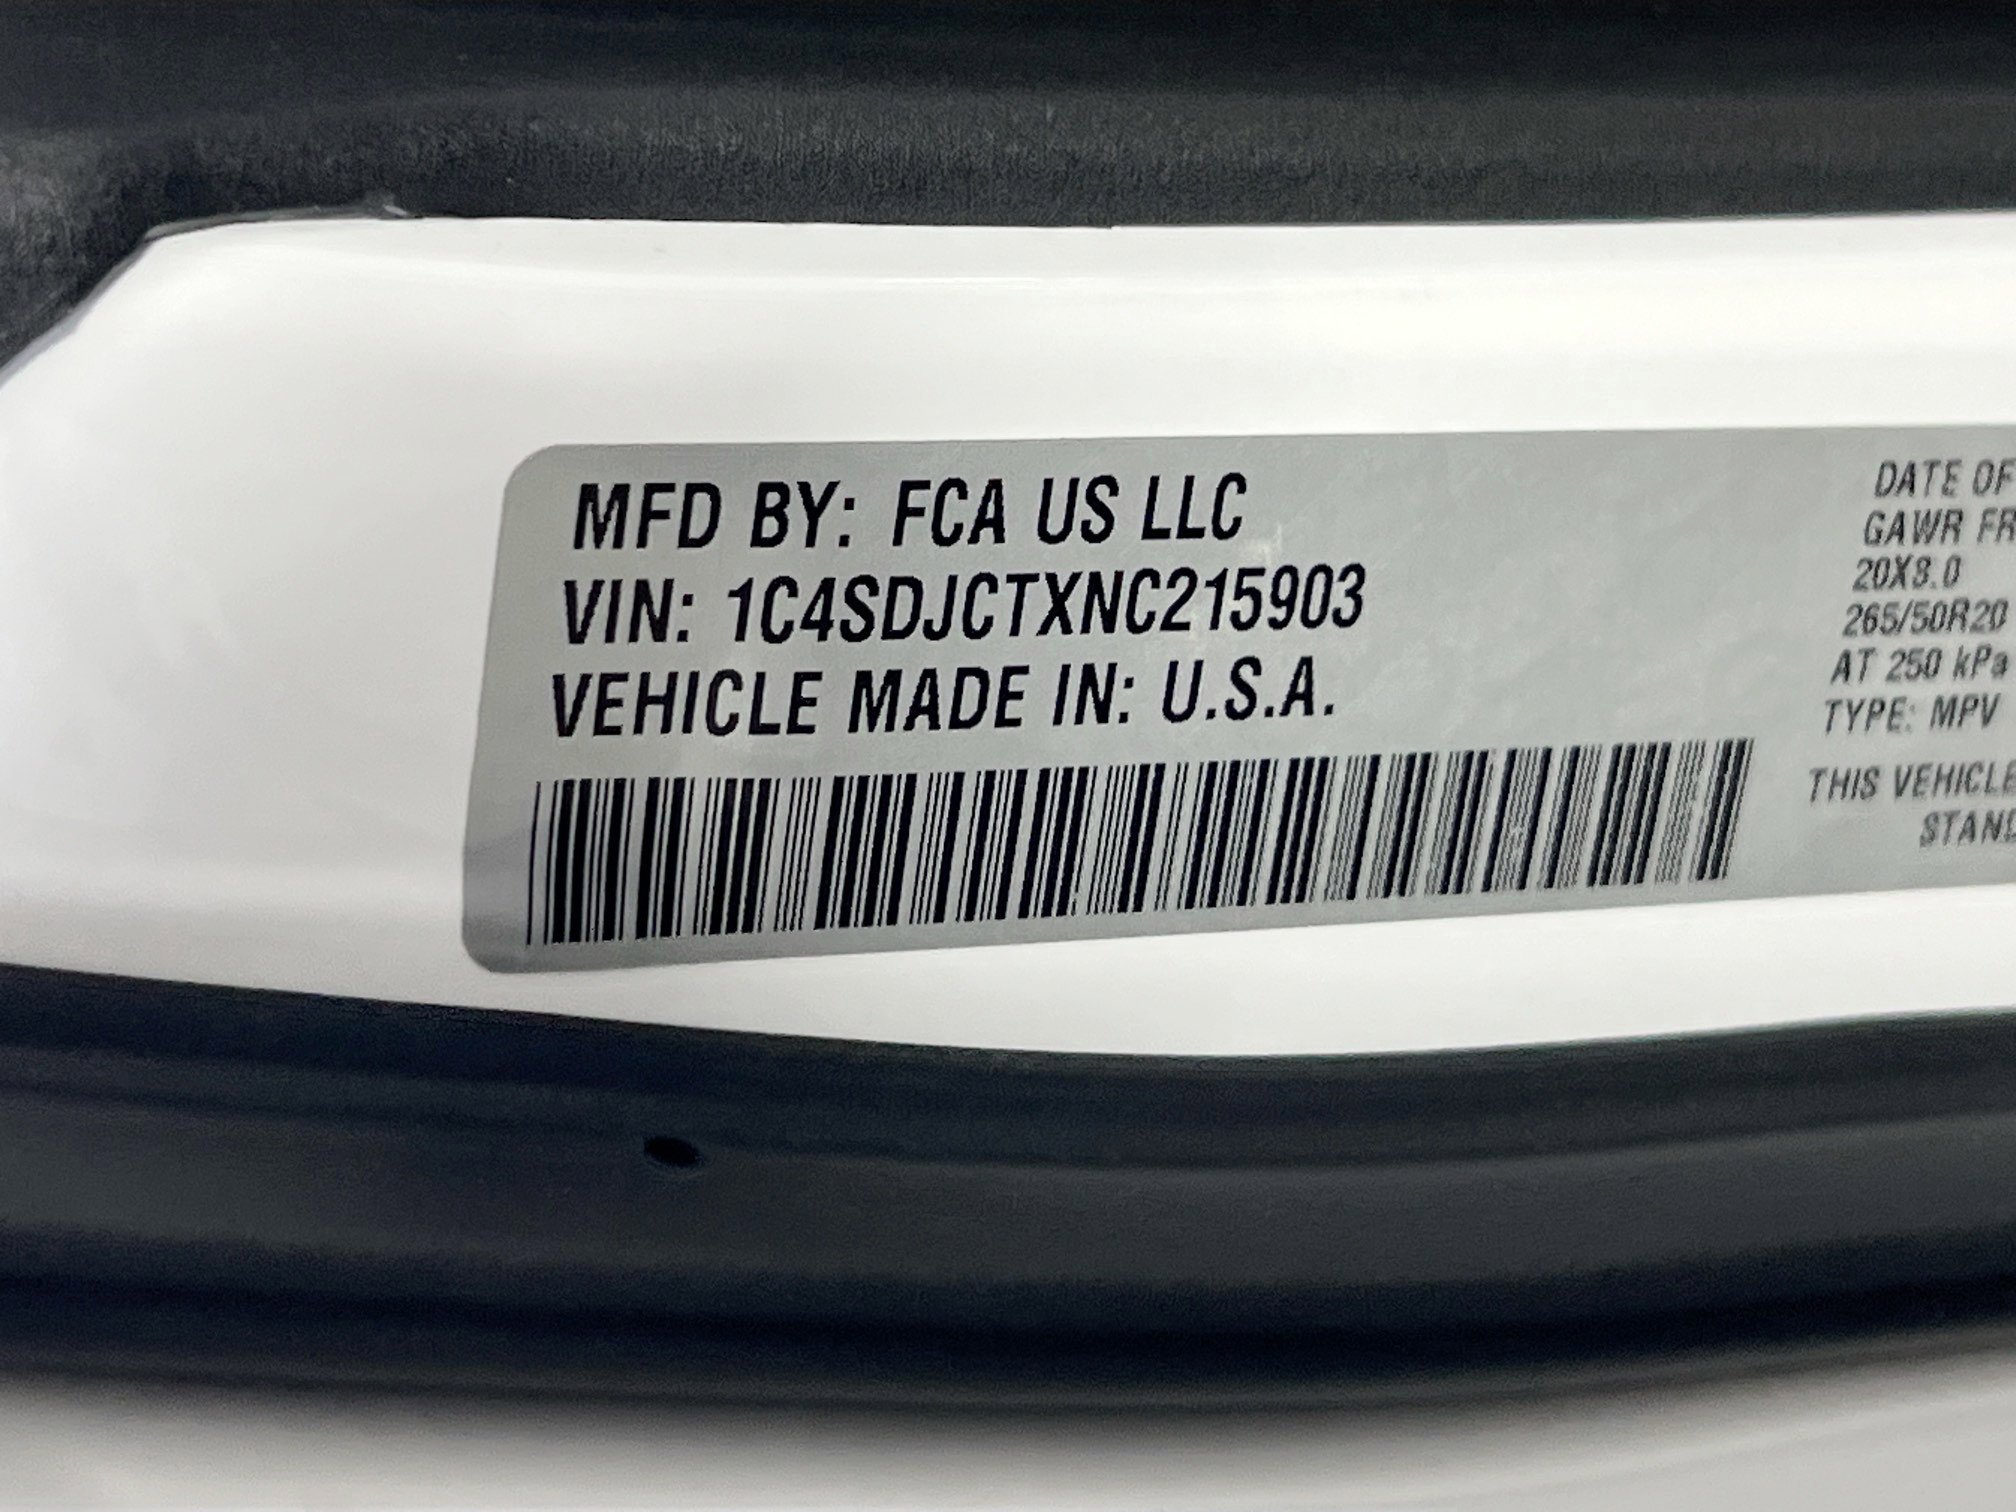 MFD BY: FCA US LLC
VIN: 1C4SDJCTXNC215903
VEHICLE MADE IN: U.S.A.
DATE OF
GAWR FR
20X8.0
265/50R20
AT 250 kPa
TYPE: MPV
THIS VEHICLE
STAND